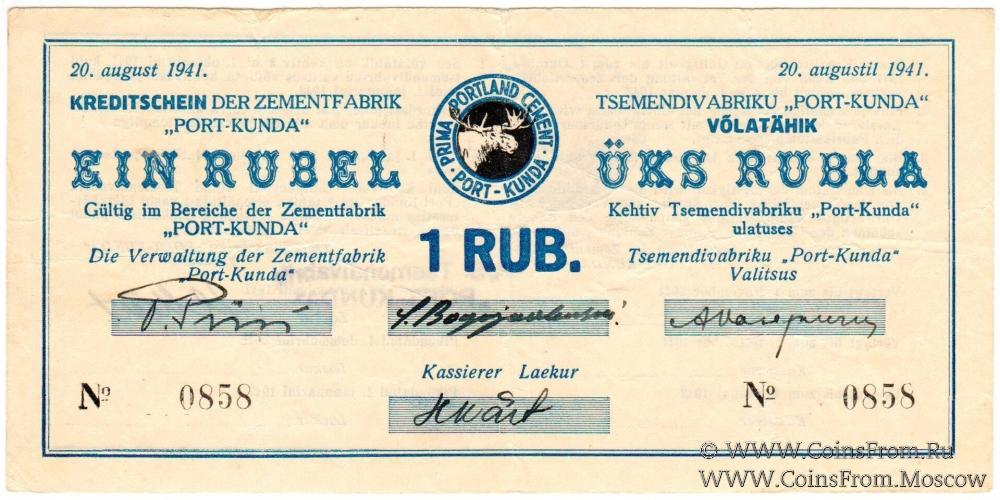 20. august 1941.
KREDITSCHEIN DER ZEMENTFABRIK
„PORT-KUNDA“
EIN RUBEL
Gültig im Bereiche der Zementfabrik
„PORT-KUNDA“
Die Verwaltung der Zementfabrik
Port-Kunda“
PRIMA PORTLAND CEMENT
· PORT-KUNDA ·
1 RUB.
20. augustil 1941.
TSEMENDIVABRIKU „PORT-KUNDA“
VÕLATÄHIK
ÜKS RUBLA
Kehtiv Tsemendivabriku „Port-Kunda“
ulatuses
Tsemendivabriku „Port-Kunda“
Valitsus
Kassierer Laekur
№ 0858
№ 0858
© WWW.CoinsFrom.Ru
WWW.CoinsFrom.Moscow